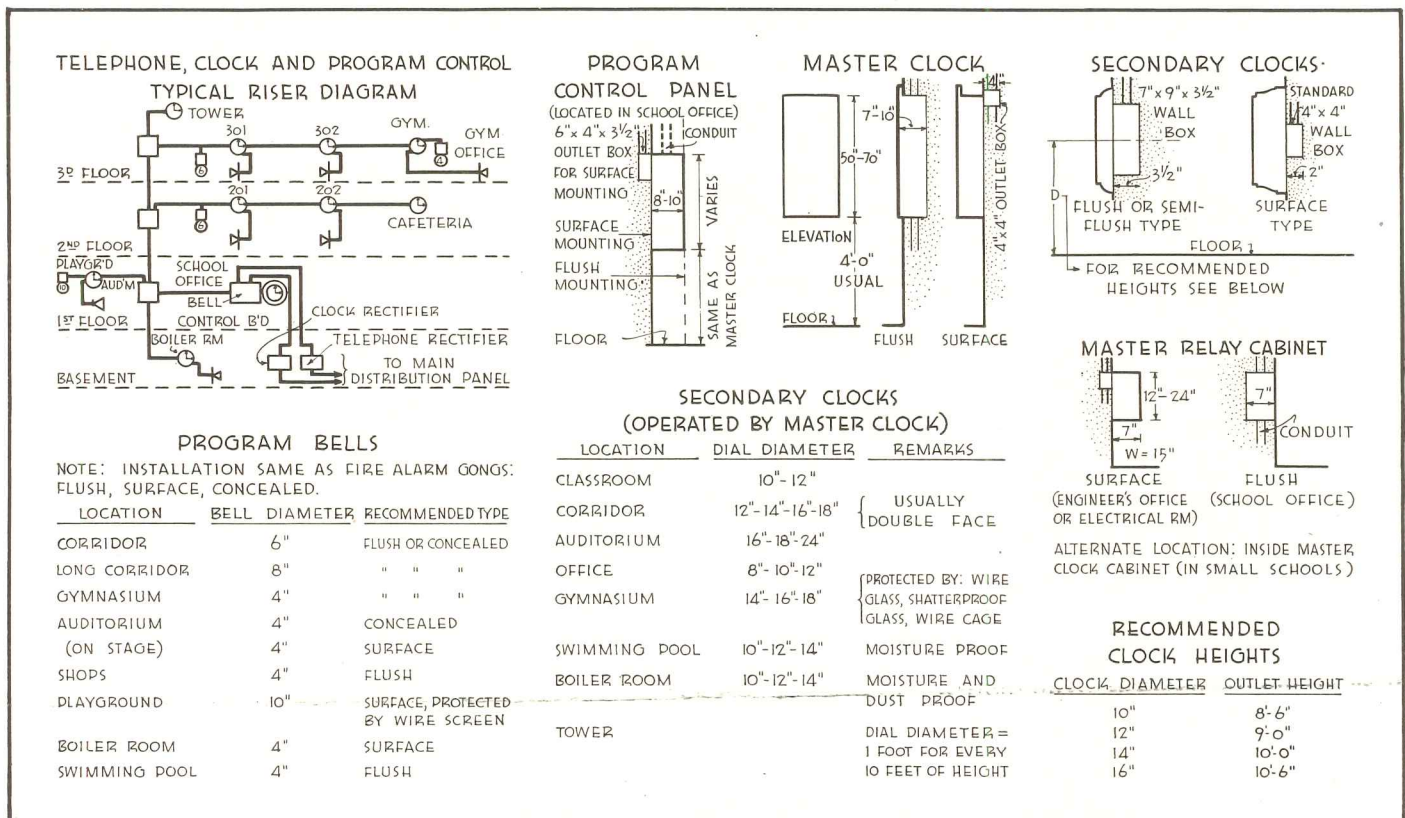 TELEPHONE, CLOCK AND PROGRAM CONTROL
TYPICAL RISER DIAGRAM
TOWER
301
302
GYM.
GYM
OFFICE
6
4
3D FLOOR
201
202
6
CAFETERIA
2ND FLOOR
PLAYGR'D
10
AUD'M
SCHOOL
OFFICE
BELL
CONTROL B'D
1ST FLOOR
CLOCK RECTIFIER
BOILER RM
TELEPHONE RECTIFIER
TO MAIN
DISTRIBUTION PANEL
BASEMENT
PROGRAM
CONTROL PANEL
(LOCATED IN SCHOOL OFFICE)
6"x 4"x 3½"
OUTLET BOX
FOR SURFACE
MOUNTING
CONDUIT
8"-10"
VARIES
SURFACE
MOUNTING
FLUSH
MOUNTING
SAME AS
MASTER CLOCK
FLOOR
MASTER CLOCK
4"
7"-10"
50"-70"
4"x4" OUTLET BOX
ELEVATION
4'-0"
USUAL
FLOOR
FLUSH
SURFACE
SECONDARY CLOCKS
7"x 9"x 3½"
WALL
BOX
STANDARD
4"x 4"
WALL
BOX
3½"
2"
D
FLUSH OR SEMI-
FLUSH TYPE
SURFACE
TYPE
FLOOR
FOR RECOMMENDED
HEIGHTS SEE BELOW
MASTER RELAY CABINET
12"-24"
7"
7"
W = 15"
CONDUIT
SURFACE
(ENGINEER'S OFFICE
OR ELECTRICAL RM)
FLUSH
(SCHOOL OFFICE)
ALTERNATE LOCATION: INSIDE MASTER
CLOCK CABINET (IN SMALL SCHOOLS)
PROGRAM BELLS
NOTE: INSTALLATION SAME AS FIRE ALARM GONGS:
FLUSH, SURFACE, CONCEALED.
LOCATION BELL DIAMETER RECOMMENDED TYPE
CORRIDOR 6" FLUSH OR CONCEALED
LONG CORRIDOR 8" " " "
GYMNASIUM 4" " " "
AUDITORIUM 4" CONCEALED
(ON STAGE) 4" SURFACE
SHOPS 4" FLUSH
PLAYGROUND 10" SURFACE, PROTECTED
BY WIRE SCREEN
BOILER ROOM 4" SURFACE
SWIMMING POOL 4" FLUSH
SECONDARY CLOCKS
(OPERATED BY MASTER CLOCK)
LOCATION DIAL DIAMETER REMARKS
CLASSROOM 10"-12"
CORRIDOR 12"-14"-16"-18" USUALLY
DOUBLE FACE
AUDITORIUM 16"-18"-24"
OFFICE 8"-10"-12"
GYMNASIUM 14"-16"-18" PROTECTED BY: WIRE
GLASS, SHATTERPROOF
GLASS, WIRE CAGE
SWIMMING POOL 10"-12"-14" MOISTURE PROOF
BOILER ROOM 10"-12"-14" MOISTURE AND
DUST PROOF
TOWER DIAL DIAMETER =
1 FOOT FOR EVERY
10 FEET OF HEIGHT
RECOMMENDED
CLOCK HEIGHTS
CLOCK DIAMETER OUTLET HEIGHT
10" 8'-6"
12" 9'-0"
14" 10'-0"
16" 10'-6"